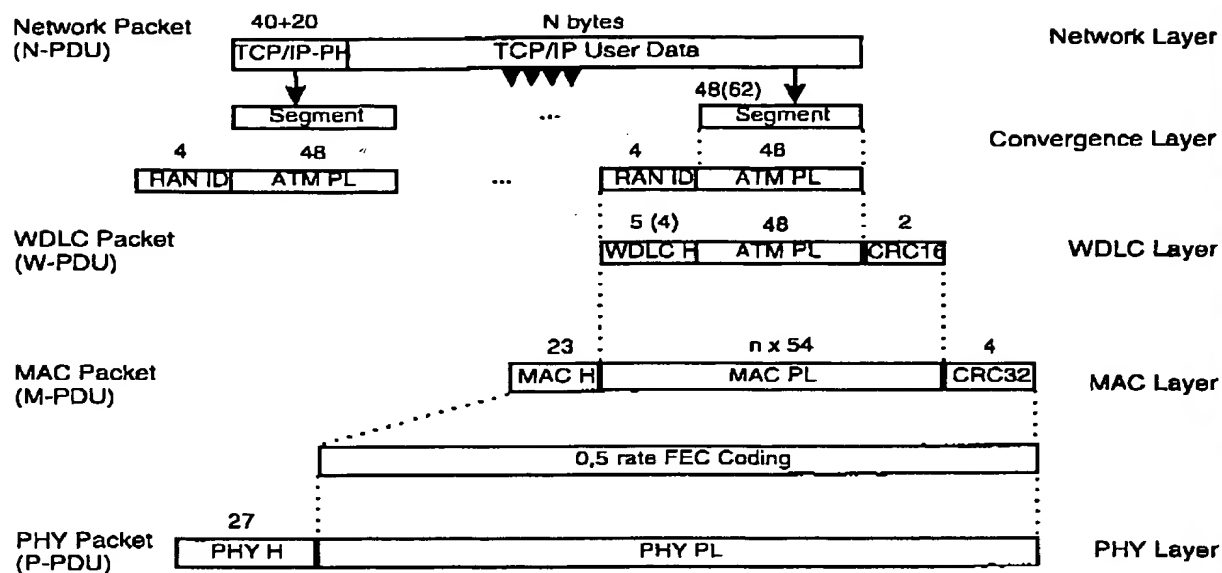 Network Packet
(N-PDU)
40+20
N bytes
TCP/IP-PH
TCP/IP User Data
Network Layer
48(62)
Segment
...
Segment
Convergence Layer
4
48
4
48
RAN ID
ATM PL
...
RAN ID
ATM PL
WDLC Packet
(W-PDU)
5 (4)
48
2
WDLC H
ATM PL
CRC16
WDLC Layer
MAC Packet
(M-PDU)
23
n x 54
4
MAC H
MAC PL
CRC32
MAC Layer
0,5 rate FEC Coding
PHY Packet
(P-PDU)
27
PHY H
PHY PL
PHY Layer